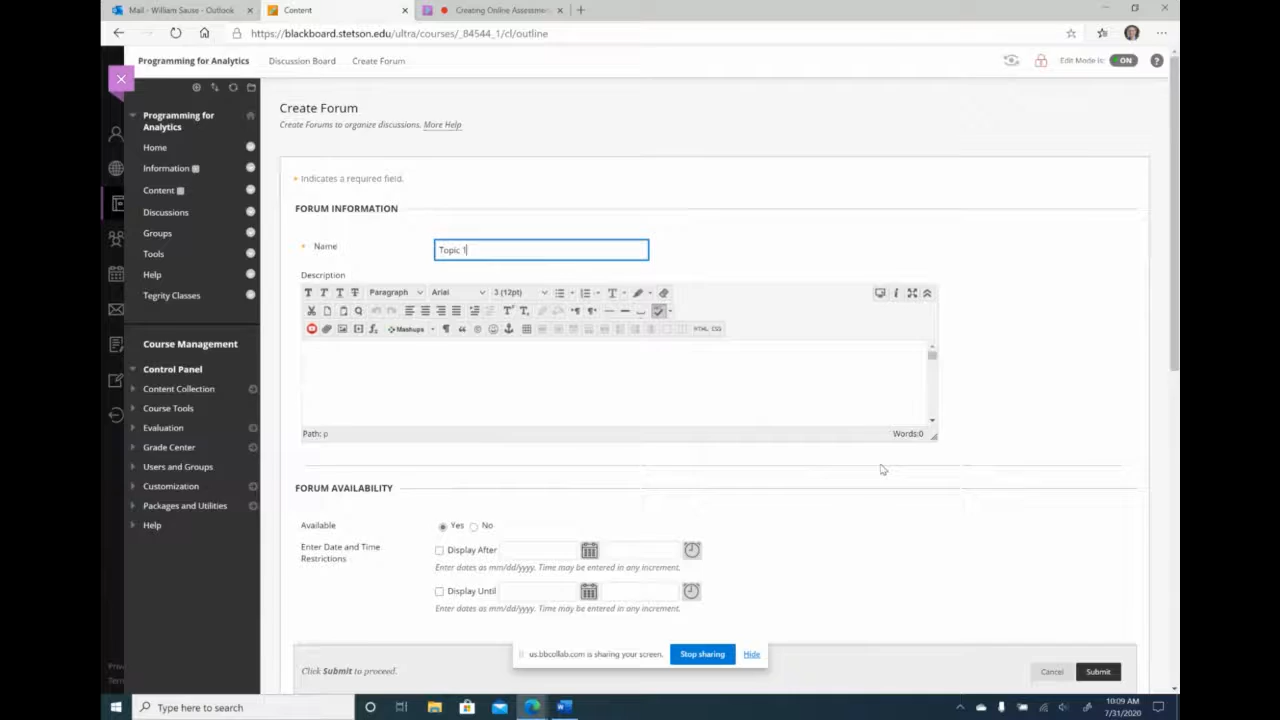 Mail - William Sause - Outlook
Content
Creating Online Assessmen
https://blackboard.stetson.edu/ultra/courses/_84544_1/cl/outline
Programming for Analytics
Discussion Board
Create Forum
Edit Mode is:
ON
?
Programming for
Analytics
Home
Information
Content
Discussions
Groups
Tools
Help
Tegrity Classes
Course Management
Control Panel
Content Collection
Course Tools
Evaluation
Grade Center
Users and Groups
Customization
Packages and Utilities
Help
Create Forum
Create Forums to organize discussions. More Help
Indicates a required field.
FORUM INFORMATION
Name
Topic 1
Description
T T T T Paragraph Arial 3 (12pt)
Mashups
HTML CSS
Path: p
Words:0
FORUM AVAILABILITY
Available
Yes No
Enter Date and Time
Restrictions
Display After
Enter dates as mm/dd/yyyy. Time may be entered in any increment.
Display Until
Enter dates as mm/dd/yyyy. Time may be entered in any increment.
us.bbcollab.com is sharing your screen.
Stop sharing
Hide
Click Submit to proceed.
Cancel
Submit
Type here to search
10:09 AM
7/31/2020